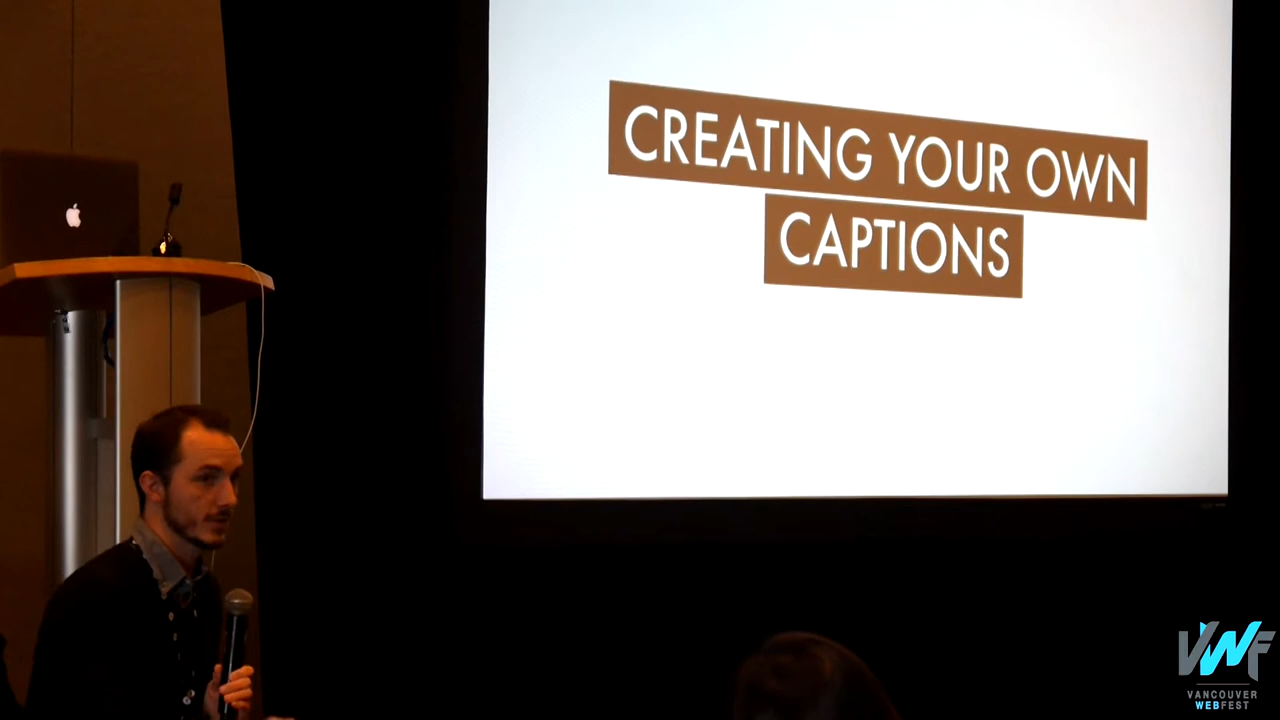 CREATING YOUR OWN
CAPTIONS
VWF
VANCOUVER
WEBFEST